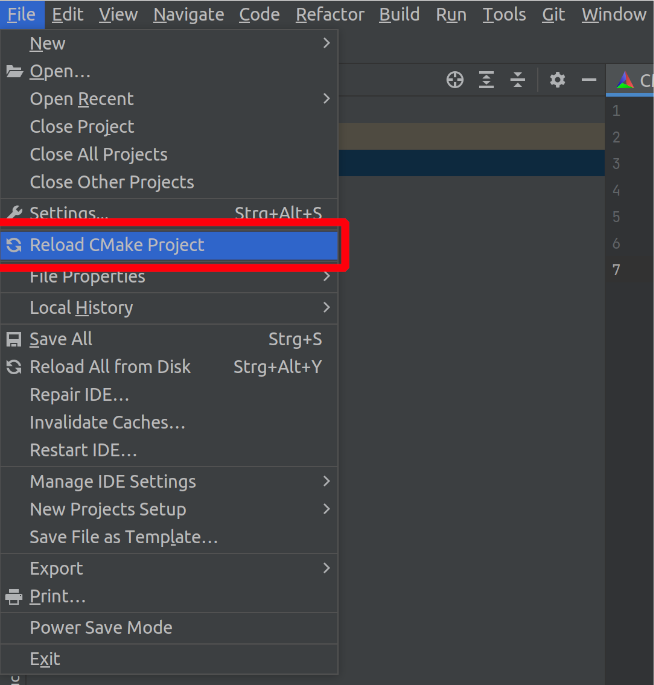 File Edit View Navigate Code Refactor Build Run Tools Git Window
New
Open...
Open Recent
Close Project
Close All Projects
Close Other Projects
Settings... Strg+Alt+S
Reload CMake Project
File Properties
Local History
Save All Strg+S
Reload All from Disk Strg+Alt+Y
Repair IDE...
Invalidate Caches...
Restart IDE...
Manage IDE Settings
New Projects Setup
Save File as Template...
Export
Print...
Power Save Mode
Exit
1
2
3
4
5
6
7